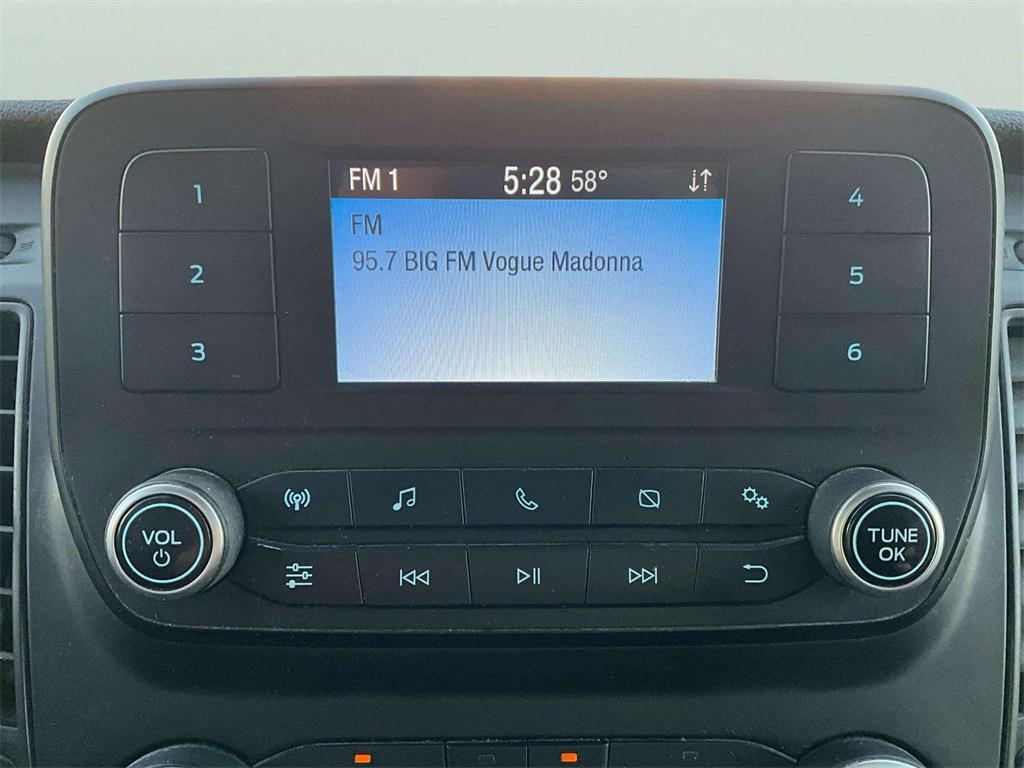 FM 1 5:28 58°
FM
95.7 BIG FM Vogue Madonna
1
2
3
4
5
6
VOL
TUNE
OK